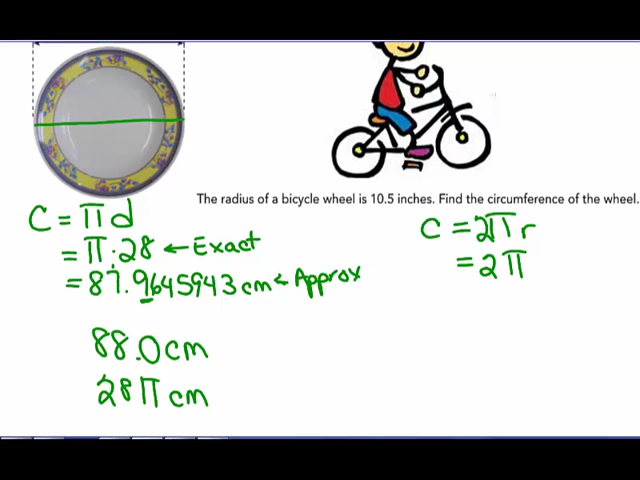 The radius of a bicycle wheel is 10.5 inches. Find the circumference of the wheel.
C = πd
= π·28 ← Exact
= 87.9645943 cm ← Approx
88.0 cm
28π cm
C = 2πr
= 2π